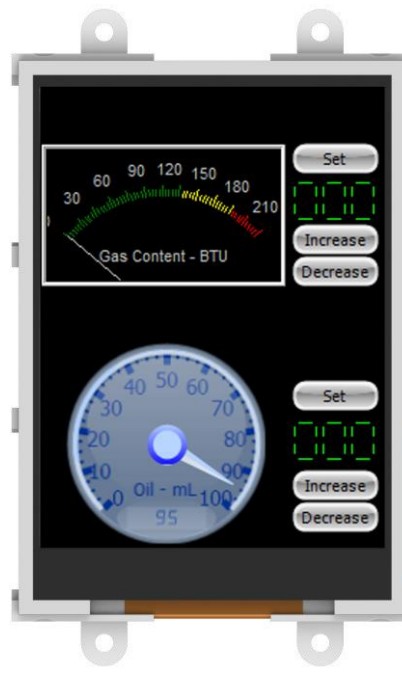 30 60 90 120 150 180 210
Gas Content - BTU
Set
000
Increase
Decrease
0 10 20 30 40 50 60 70 80 90 100
Oil - mL
95
Set
000
Increase
Decrease